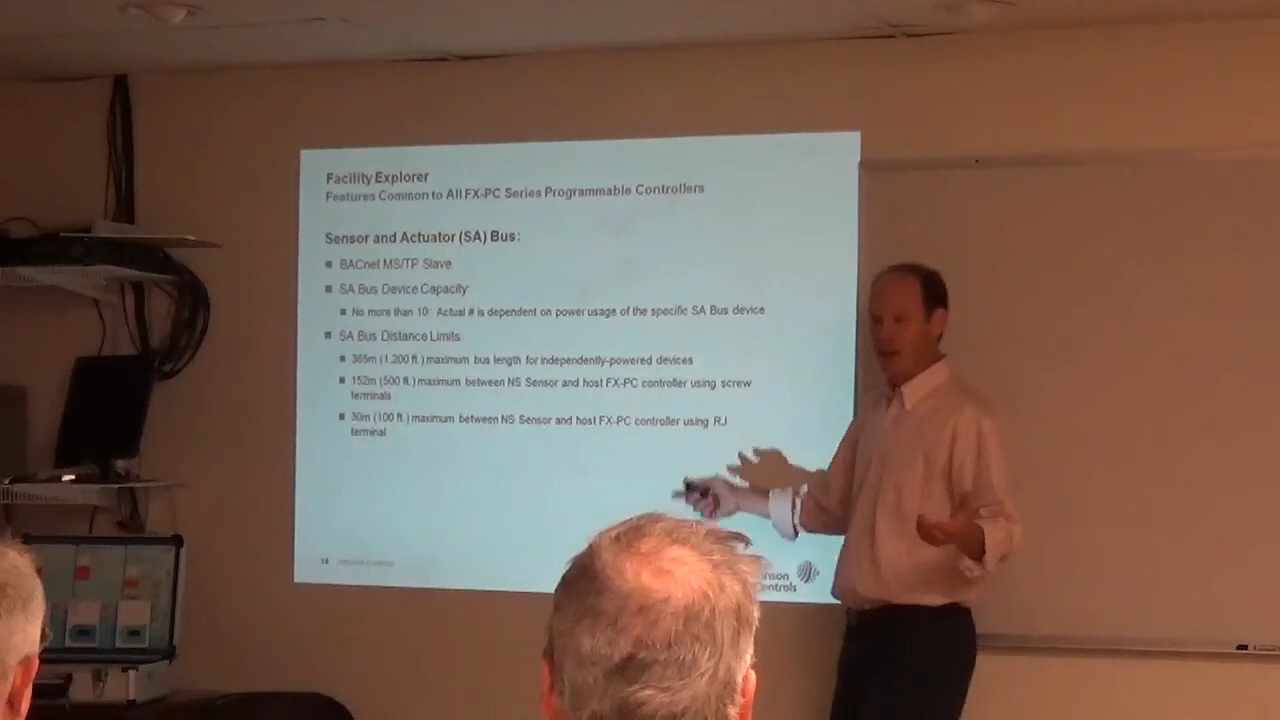 Facility Explorer
Features Common to All FX-PC Series Programmable Controllers
Sensor and Actuator (SA) Bus:
BACnet MS/TP Slave
SA Bus Device Capacity:
No more than 10: Actual # is dependent on power usage of the specific SA Bus device
SA Bus Distance Limits:
365m (1,200 ft.) maximum bus length for independently-powered devices
152m (500 ft.) maximum between NS Sensor and host FX-PC controller using screw
terminals
30m (100 ft.) maximum between NS Sensor and host FX-PC controller using RJ
terminal
nson
ontrols